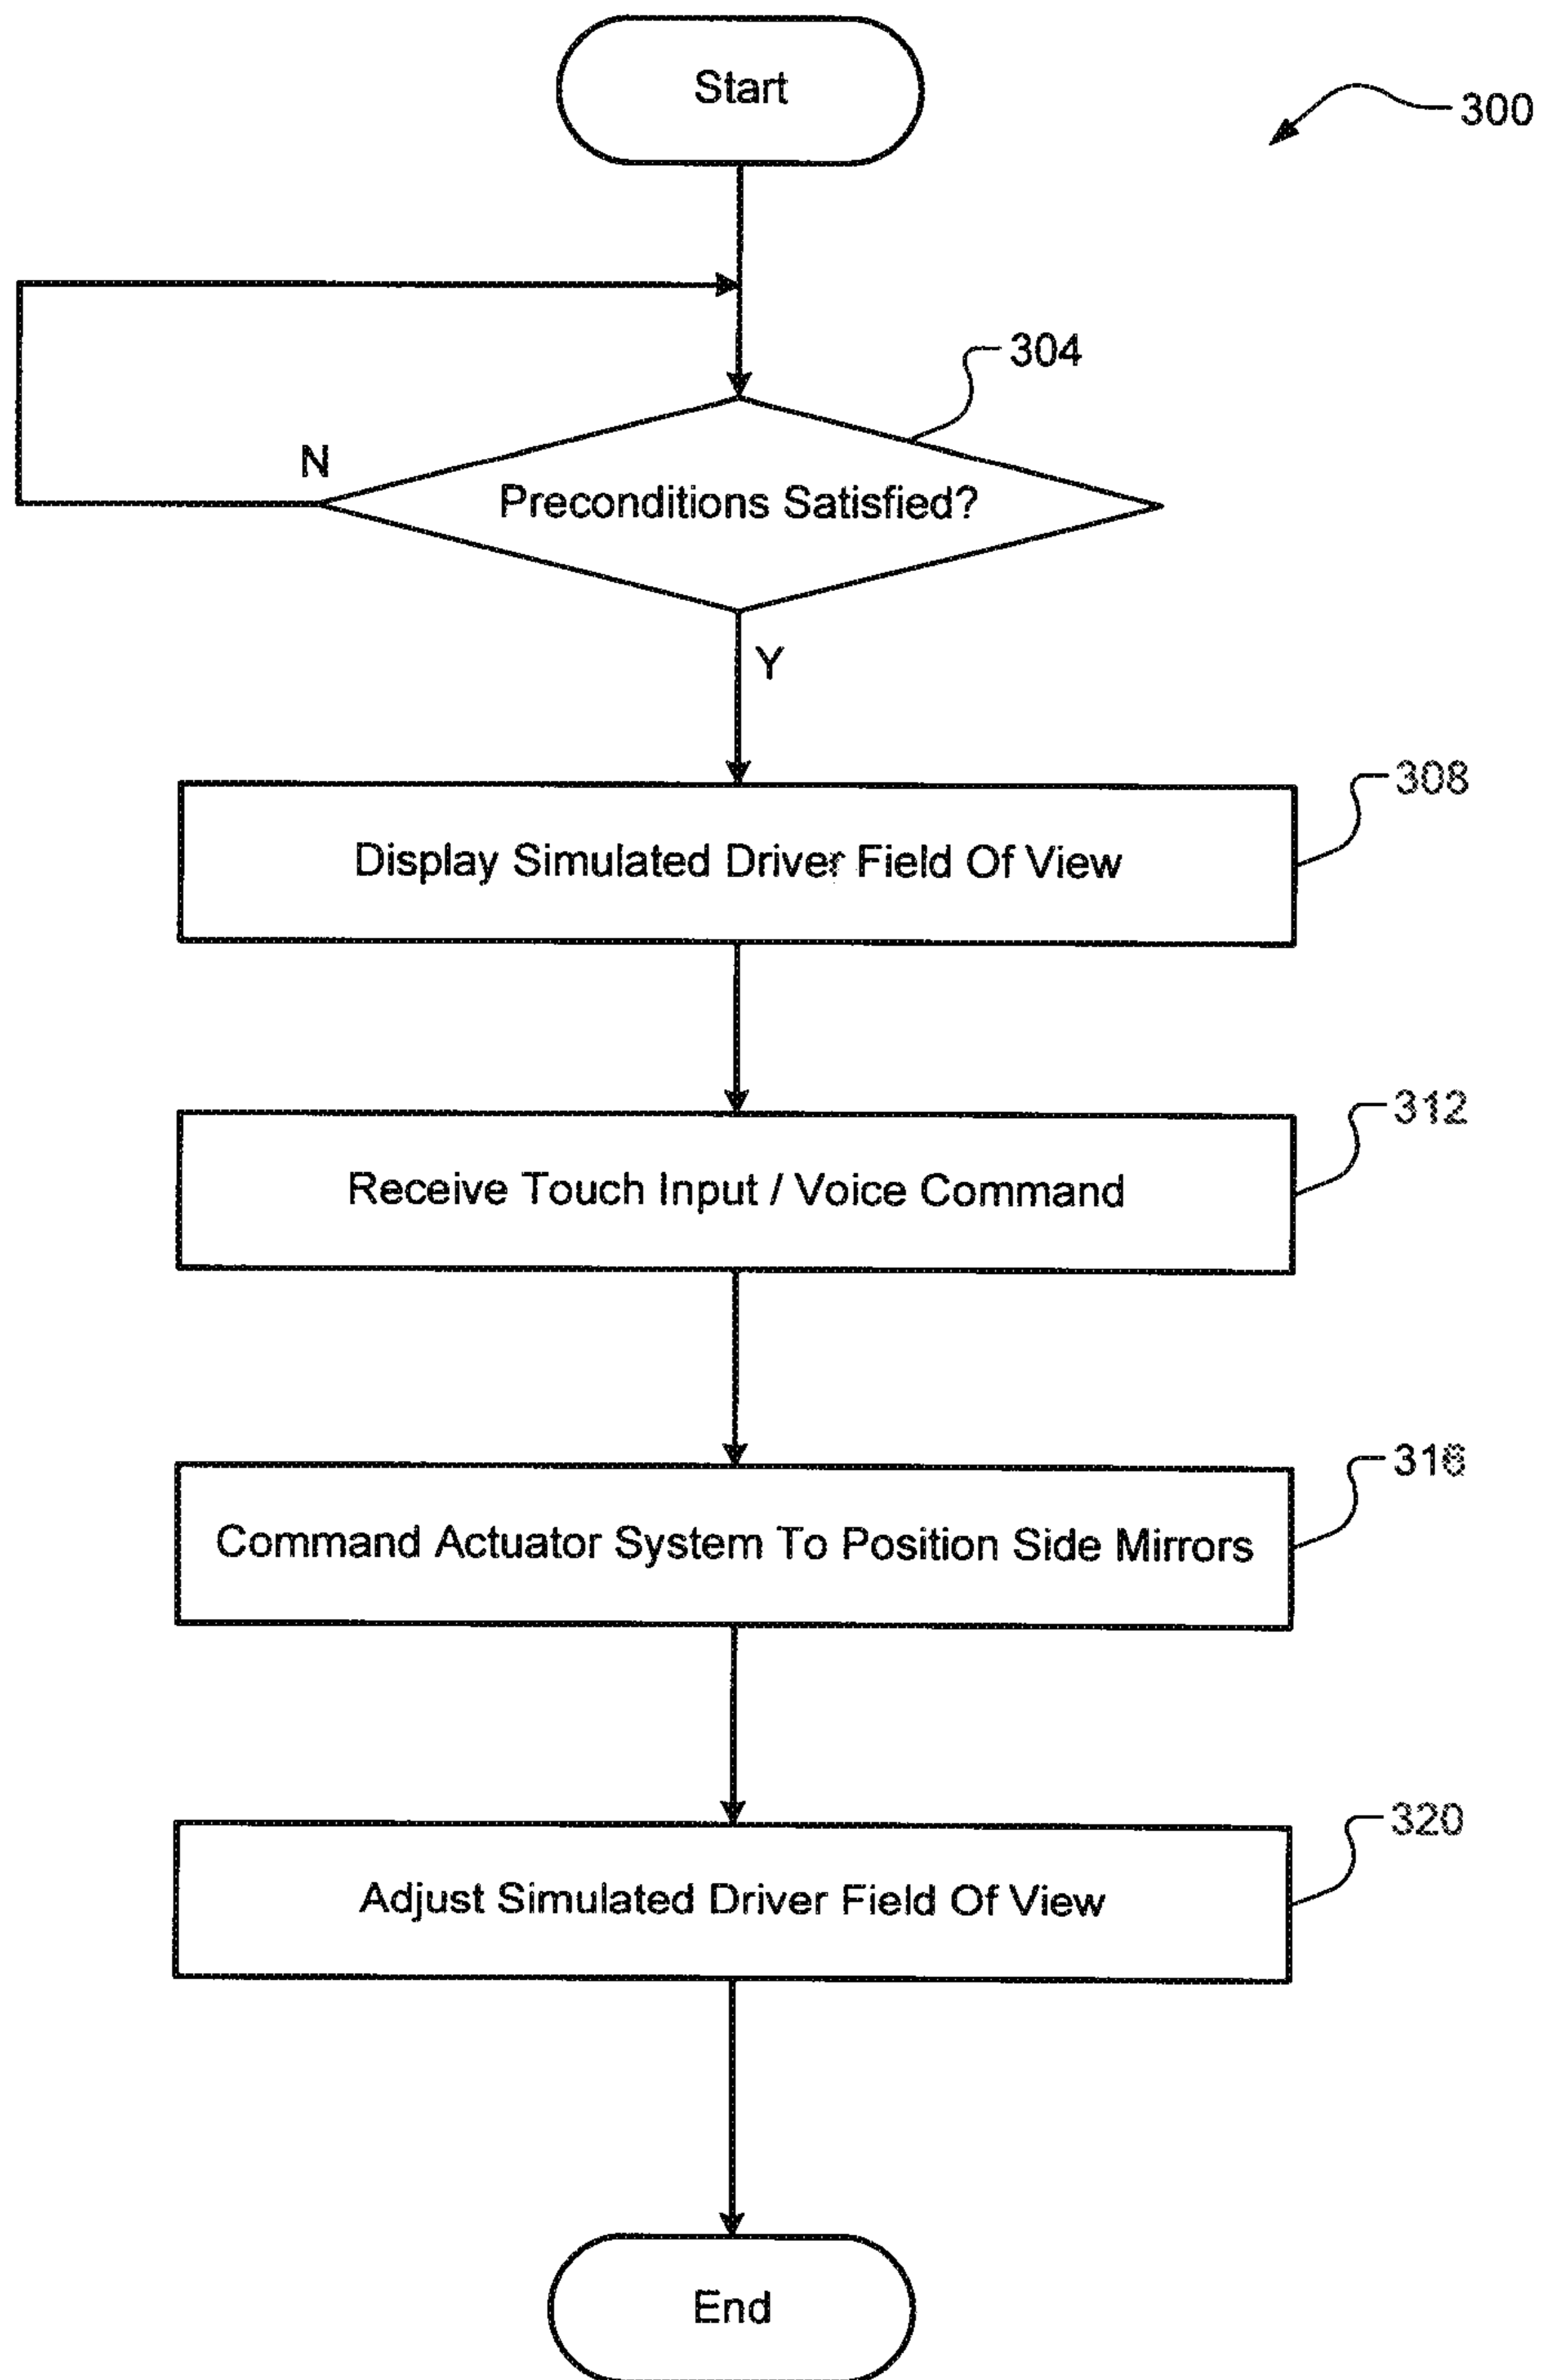 Start
300
304
N
Preconditions Satisfied?
Y
308
Display Simulated Driver Field Of View
312
Receive Touch Input / Voice Command
316
Command Actuator System To Position Side Mirrors
320
Adjust Simulated Driver Field Of View
End